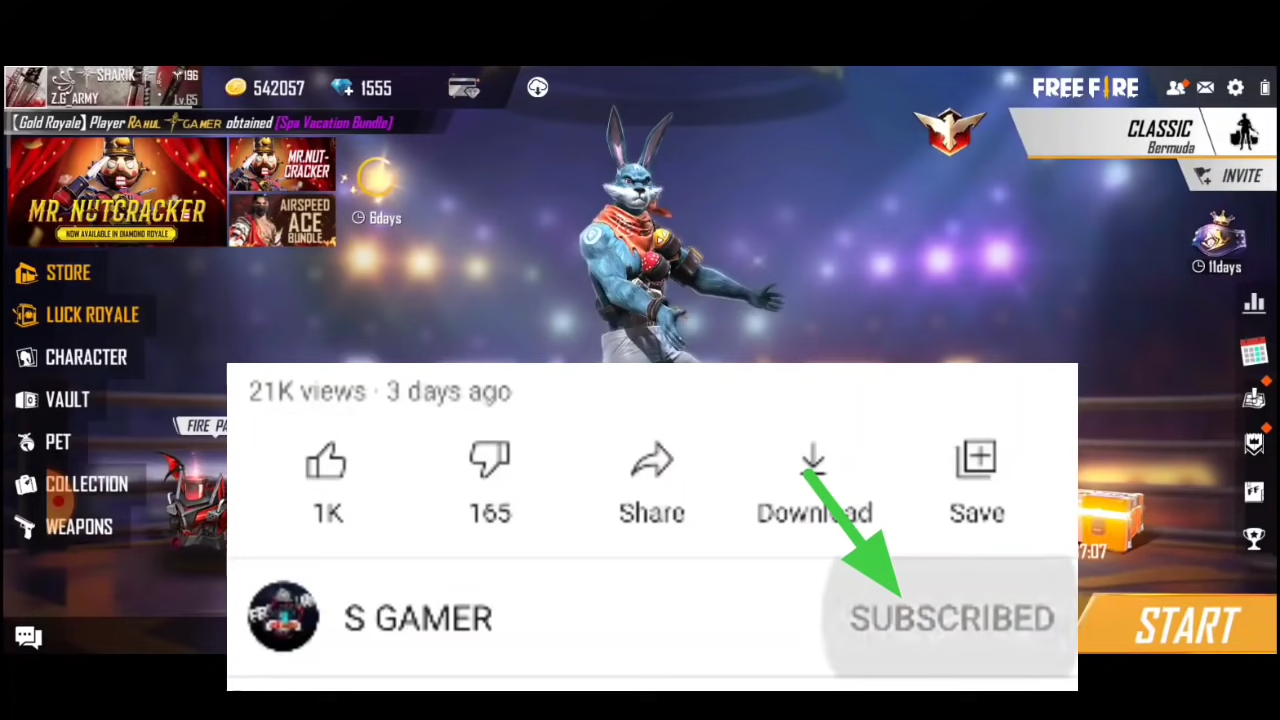 SHARIK
196
Z.G ARMY
Lv.65
542057
1555
FREE FIRE
[Gold Royale] Player RAHUL GAMER obtained [Spa Vacation Bundle]
CLASSIC
Bermuda
INVITE
MR. NUTCRACKER
NOW AVAILABLE IN DIAMOND ROYALE
MR.NUT-
CRACKER
AIRSPEED
ACE
BUNDLE
6days
11days
STORE
LUCK ROYALE
CHARACTER
VAULT
PET
COLLECTION
WEAPONS
FIRE PA
21K views · 3 days ago
1K
165
Share
Download
Save
S GAMER
SUBSCRIBED
17:07
START